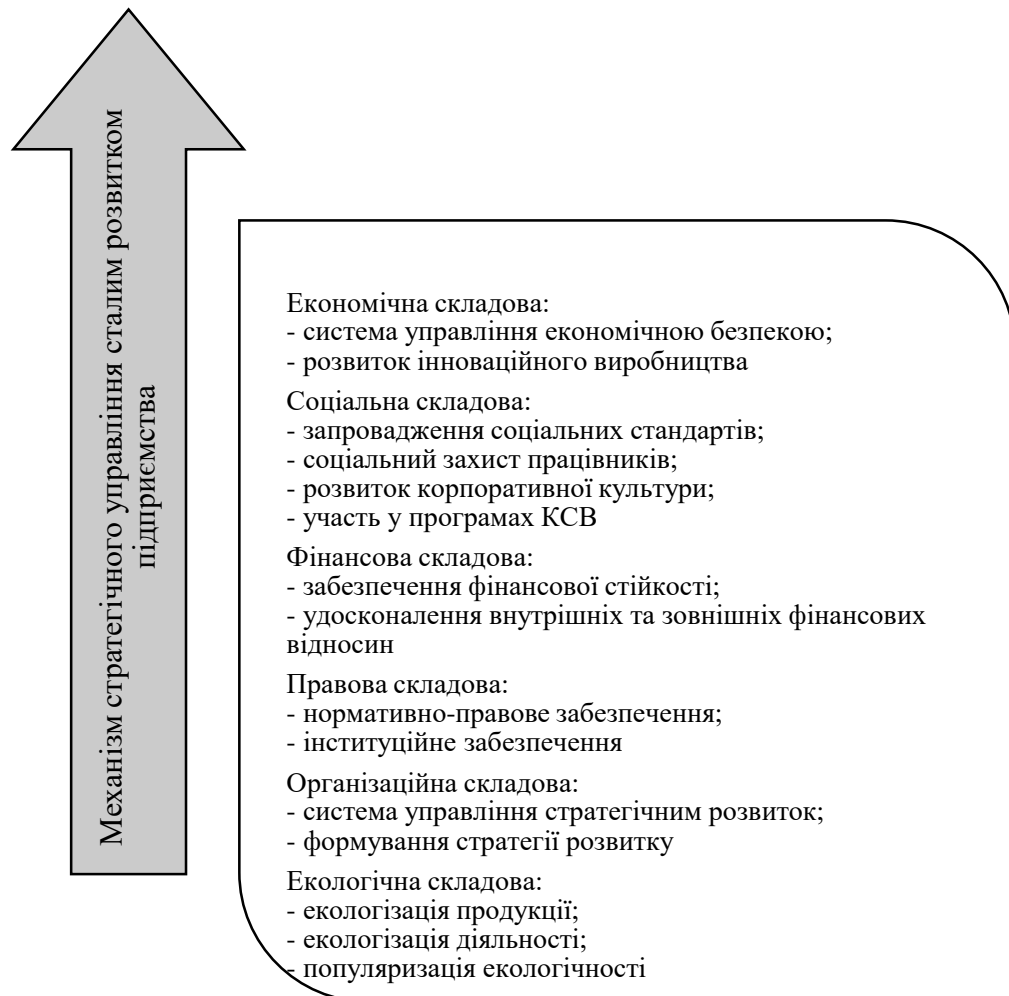 Механізм стратегічного управління сталим розвитком
підприємства
Економічна складова:
- система управління економічною безпекою;
- розвиток інноваційного виробництва
Соціальна складова:
- запровадження соціальних стандартів;
- соціальний захист працівників;
- розвиток корпоративної культури;
- участь у програмах КСВ
Фінансова складова:
- забезпечення фінансової стійкості;
- удосконалення внутрішніх та зовнішніх фінансових
відносин
Правова складова:
- нормативно-правове забезпечення;
- інституційне забезпечення
Організаційна складова:
- система управління стратегічним розвиток;
- формування стратегії розвитку
Екологічна складова:
- екологізація продукції;
- екологізація діяльності;
- популяризація екологічності